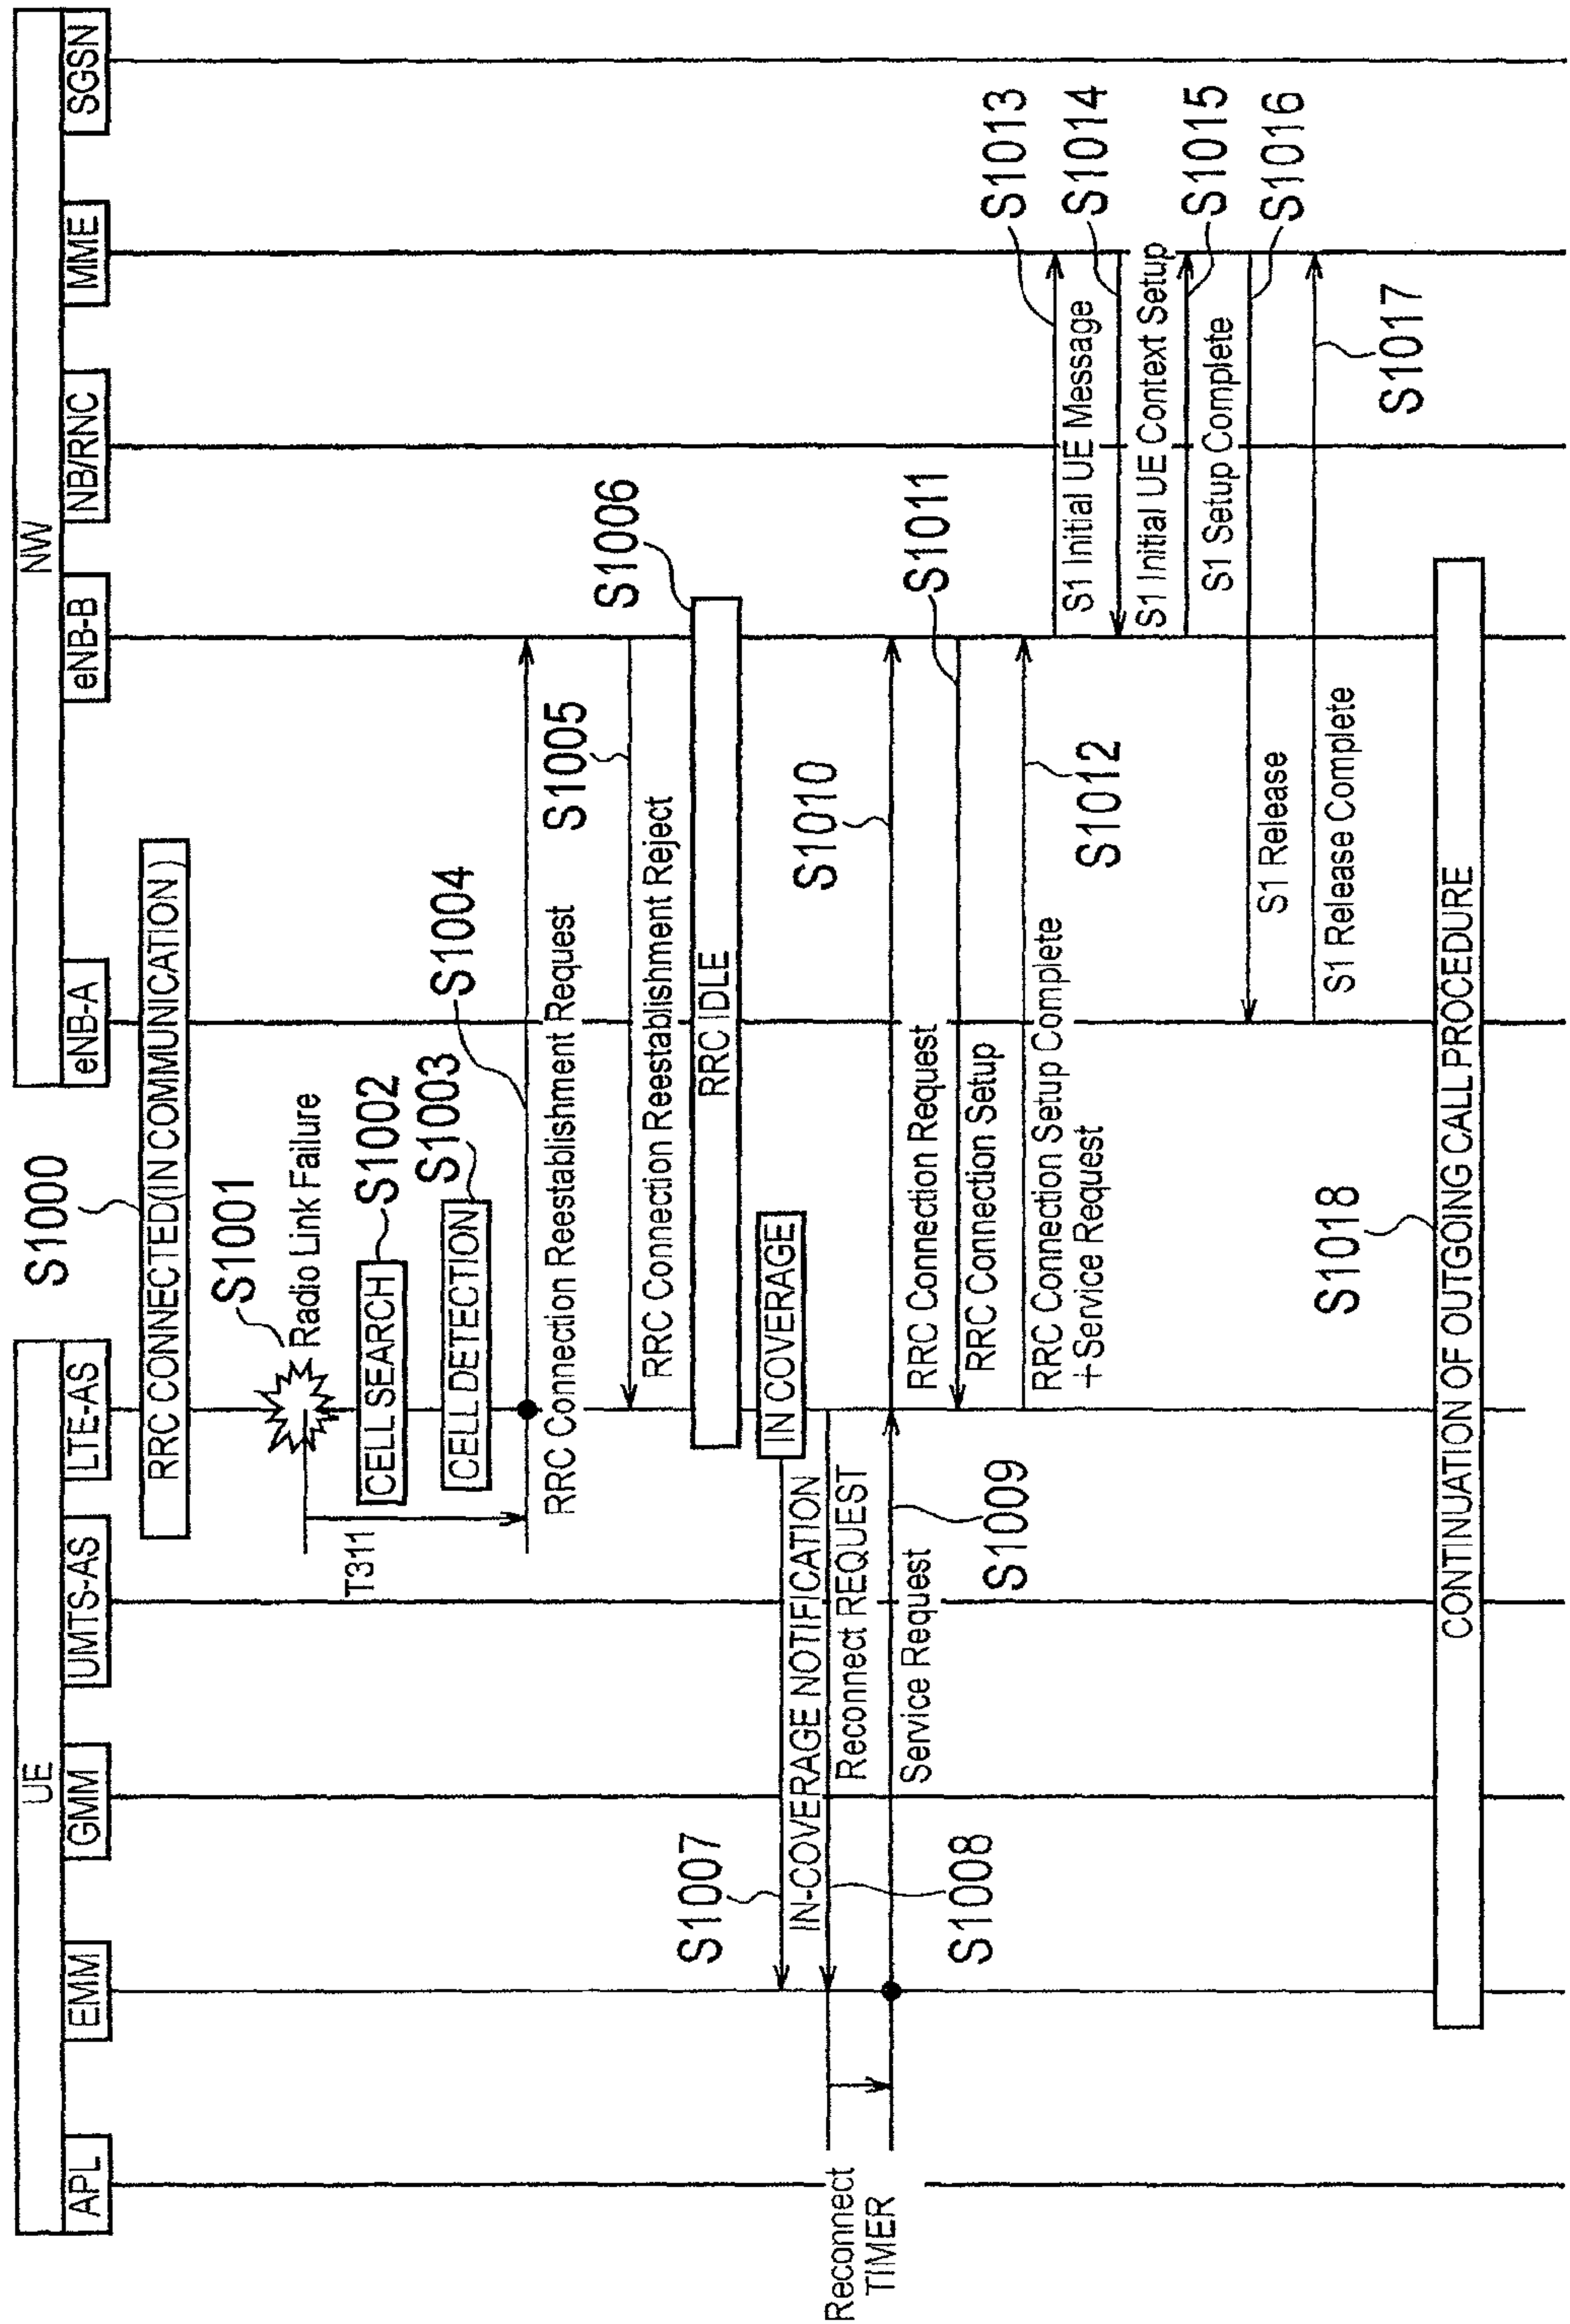 UE
NW
APL
EMM
GMM
UMTS-AS
LTE-AS
eNB-A
eNB-B
NB/RNC
MME
SGSN
S1000
RRC CONNECTED(IN COMMUNICATION )
S1001
Radio Link Failure
T311
CELL SEARCH
S1002
CELL DETECTION
S1003
S1004
RRC Connection Reestablishment Request
S1005
RRC Connection Reestablishment Reject
S1006
RRC IDLE
IN COVERAGE
S1007
IN-COVERAGE NOTIFICATION
Reconnect REQUEST
S1008
Reconnect
TIMER
Service Request
S1009
S1010
RRC Connection Request
S1011
RRC Connection Setup
S1012
RRC Connection Setup Complete
+Service Request
S1013
S1 Initial UE Message
S1014
S1 Initial UE Context Setup
S1015
S1 Setup Complete
S1016
S1 Release
S1017
S1 Release Complete
S1018
CONTINUATION OF OUTGOING CALL PROCEDURE